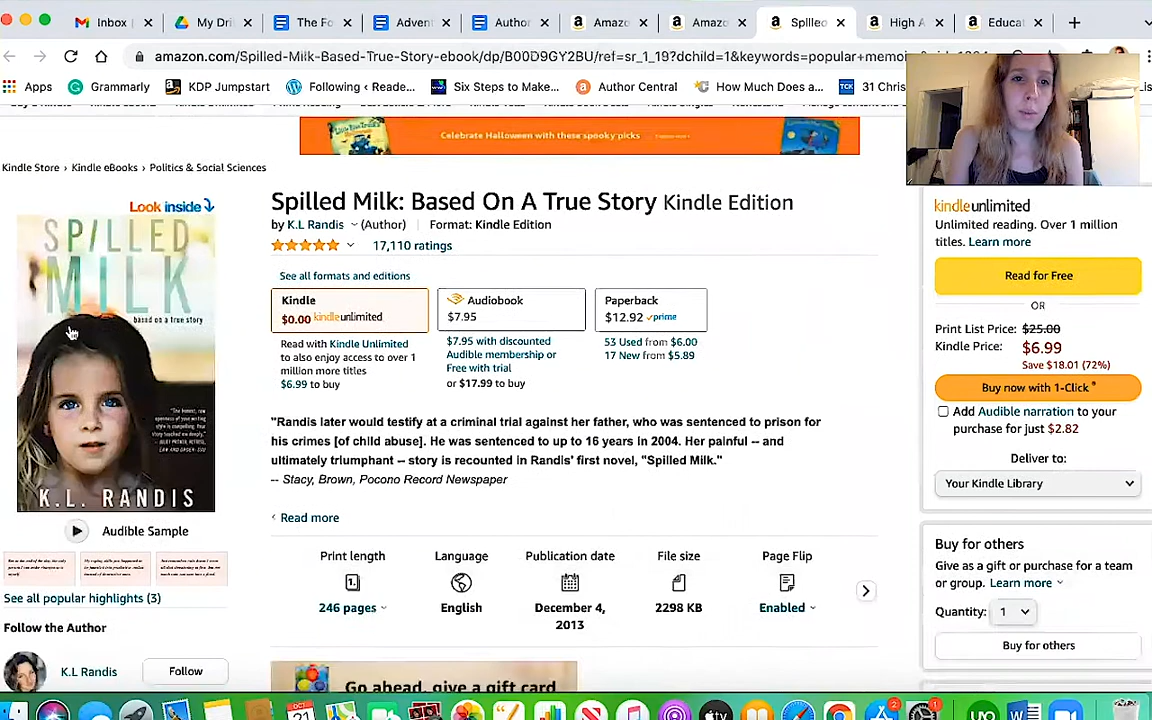 Inbox (
My Dri
The Fo
Advent
Author
Amazo
Amazo
Spilled
High A
Educat
amazon.com/Spilled-Milk-Based-True-Story-ebook/dp/B00D9GY2BU/ref=sr_1_19?dchild=1&keywords=popular+memo
Apps
Grammarly
KDP Jumpstart
Following ‹ Reade...
Six Steps to Make...
Author Central
How Much Does a...
31 Chris
Celebrate Halloween with these spooky picks
Kindle Store › Kindle eBooks › Politics & Social Sciences
Look inside
SPILLED
MILK
based on a true story
K.L. RANDIS
Audible Sample
See all popular highlights (3)
Follow the Author
K.L Randis
Follow
Spilled Milk: Based On A True Story Kindle Edition
by K.L Randis (Author) | Format: Kindle Edition
17,110 ratings
See all formats and editions
Kindle
$0.00 kindleunlimited
Audiobook
$7.95
Paperback
$12.92 prime
Read with Kindle Unlimited
to also enjoy access to over 1
million more titles
$6.99 to buy
$7.95 with discounted
Audible membership or
Free with trial
or $17.99 to buy
53 Used from $6.00
17 New from $5.89
"Randis later would testify at a criminal trial against her father, who was sentenced to prison for
his crimes [of child abuse]. He was sentenced to up to 16 years in 2004. Her painful -- and
ultimately triumphant -- story is recounted in Randis' first novel, "Spilled Milk."
-- Stacy, Brown, Pocono Record Newspaper
Read more
Print length
246 pages
Language
English
Publication date
December 4,
2013
File size
2298 KB
Page Flip
Enabled
Go ahead, give a gift card
kindleunlimited
Unlimited reading. Over 1 million
titles. Learn more
Read for Free
OR
Print List Price: $25.00
Kindle Price: $6.99
Save $18.01 (72%)
Buy now with 1-Click ®
Add Audible narration to your
purchase for just $2.82
Deliver to:
Your Kindle Library
Buy for others
Give as a gift or purchase for a team
or group. Learn more
Quantity: 1
Buy for others